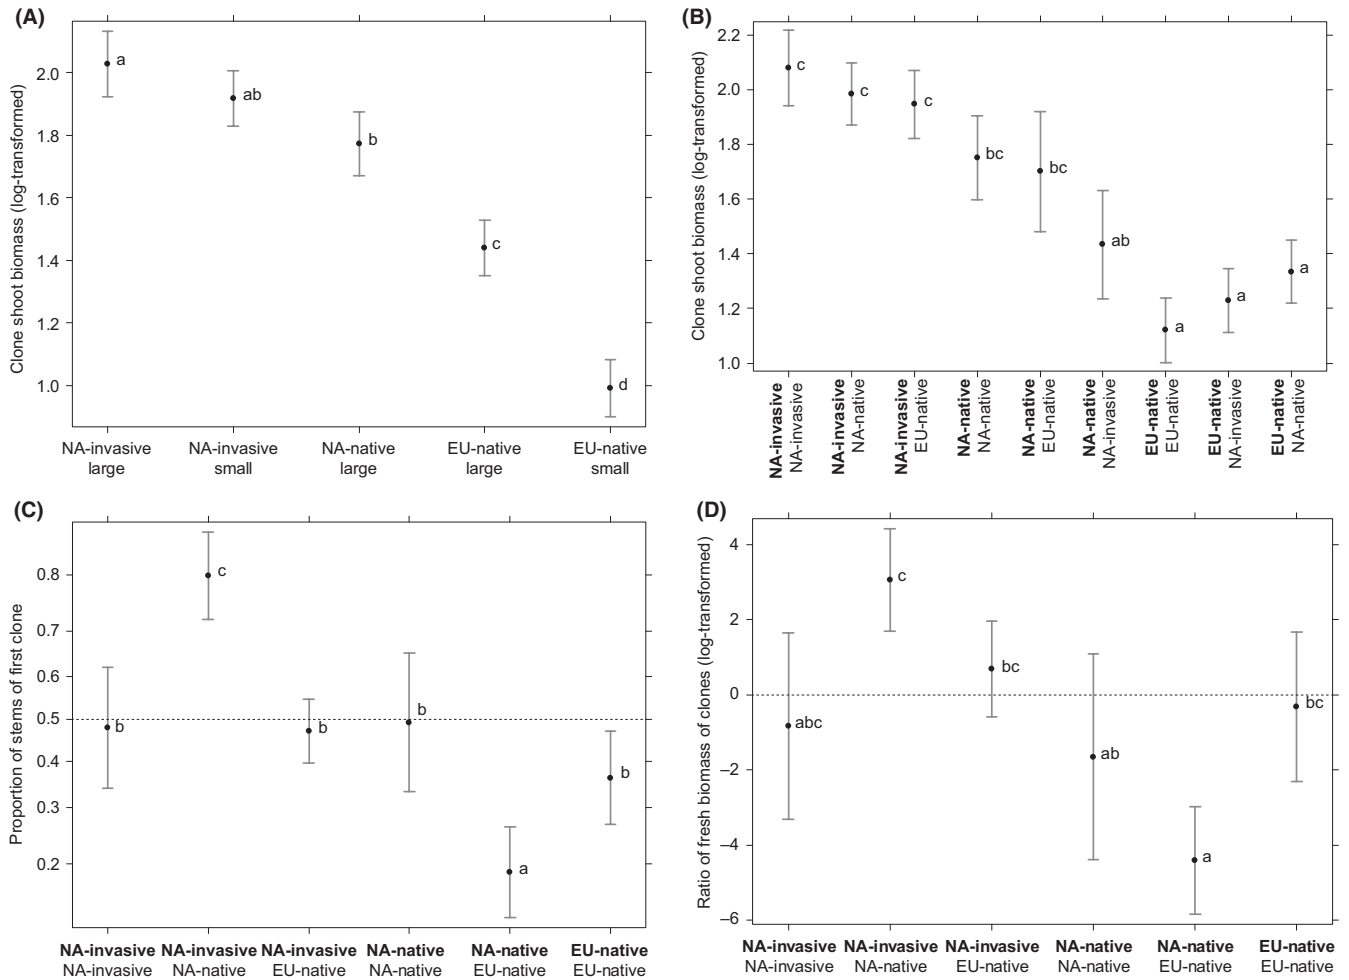 (A)
Clone shoot biomass (log-transformed)
2.0
1.8
1.6
1.4
1.2
1.0
a
ab
b
c
d
NA-invasive large
NA-invasive small
NA-native large
EU-native large
EU-native small
(B)
Clone shoot biomass (log-transformed)
2.2
2.0
1.8
1.6
1.4
1.2
1.0
c
c
c
bc
bc
ab
a
a
a
NA-invasive
NA-invasive
NA-invasive
NA-native
NA-invasive
EU-native
NA-native
NA-native
NA-native
EU-native
NA-native
NA-invasive
EU-native
EU-native
EU-native
NA-invasive
EU-native
NA-native
(C)
Proportion of stems of first clone
0.8
0.7
0.6
0.5
0.4
0.3
0.2
b
c
b
b
a
b
NA-invasive NA-invasive NA-invasive NA-native NA-native EU-native
NA-invasive NA-native EU-native NA-native EU-native EU-native
(D)
Ratio of fresh biomass of clones (log-transformed)
4
2
0
–2
–4
–6
abc
c
bc
ab
a
bc
NA-invasive NA-invasive NA-invasive NA-native NA-native EU-native
NA-invasive NA-native EU-native NA-native EU-native EU-native